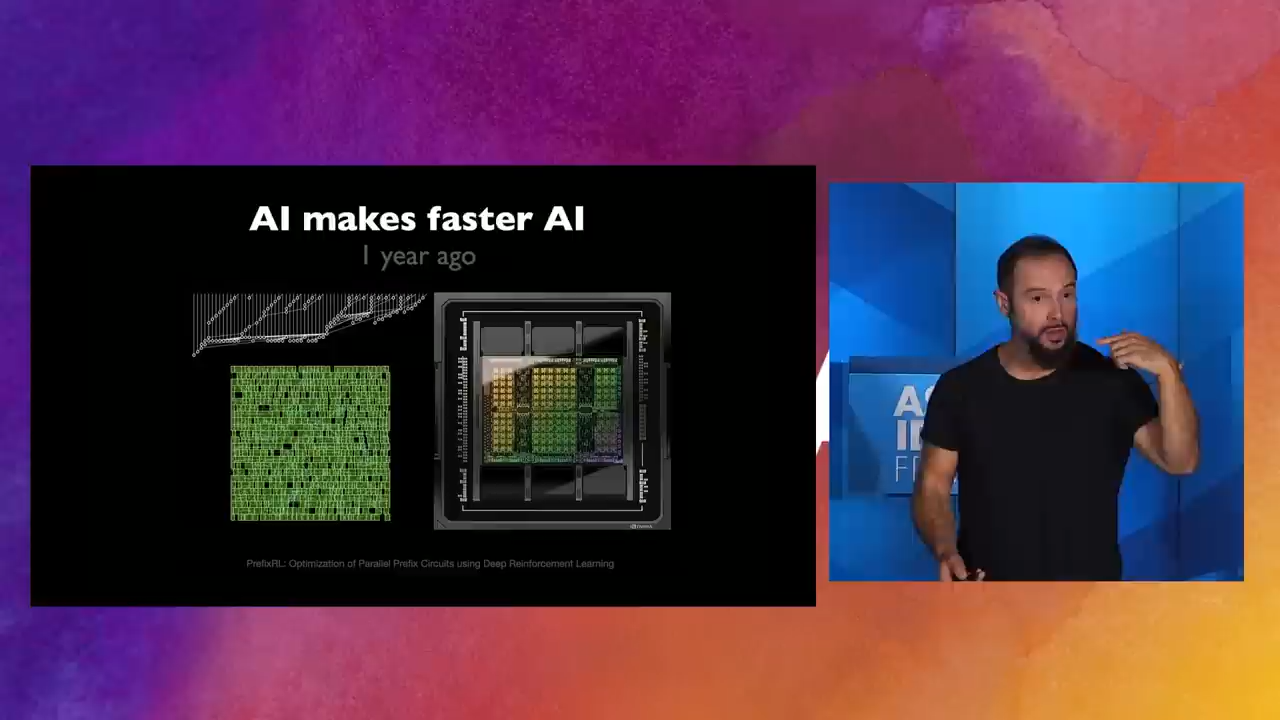 AI makes faster AI
1 year ago
PrefixRL: Optimization of Parallel Prefix Circuits using Deep Reinforcement Learning